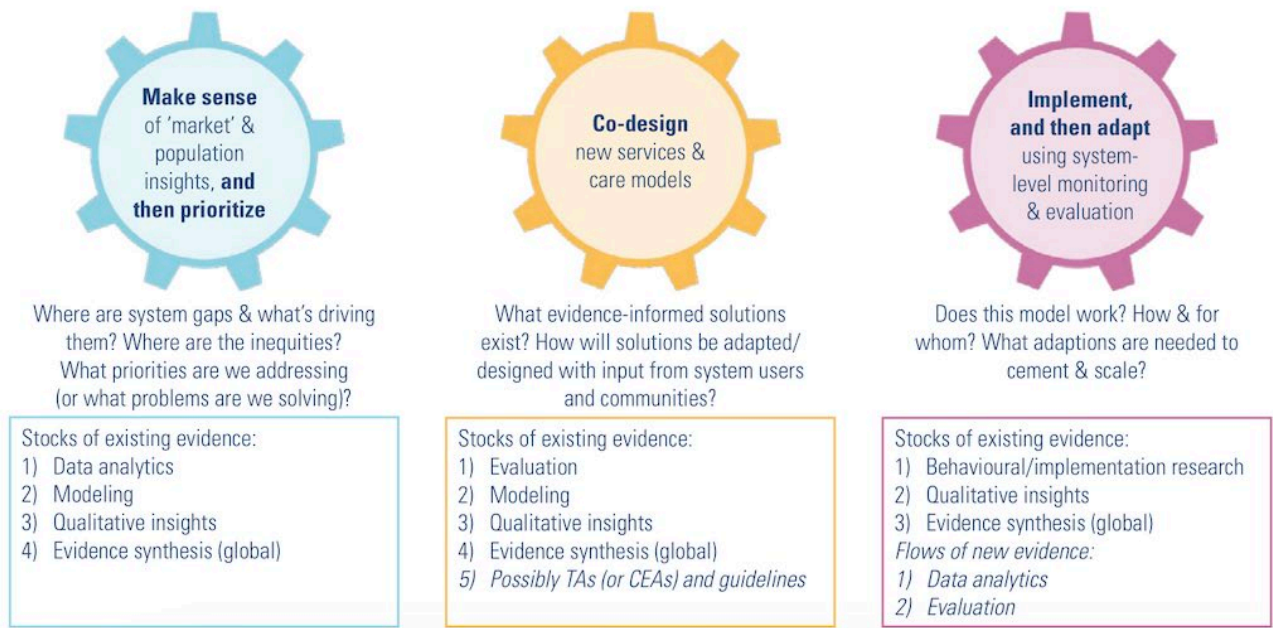 Make sense
of 'market' &
population
insights, and
then prioritize
Where are system gaps & what's driving
them? Where are the inequities?
What priorities are we addressing
(or what problems are we solving)?
Stocks of existing evidence:
1) Data analytics
2) Modeling
3) Qualitative insights
4) Evidence synthesis (global)
Co-design
new services &
care models
What evidence-informed solutions
exist? How will solutions be adapted/
designed with input from system users
and communities?
Stocks of existing evidence:
1) Evaluation
2) Modeling
3) Qualitative insights
4) Evidence synthesis (global)
5) Possibly TAs (or CEAs) and guidelines
Implement,
and then adapt
using system-
level monitoring
& evaluation
Does this model work? How & for
whom? What adaptions are needed to
cement & scale?
Stocks of existing evidence:
1) Behavioural/implementation research
2) Qualitative insights
3) Evidence synthesis (global)
Flows of new evidence:
1) Data analytics
2) Evaluation